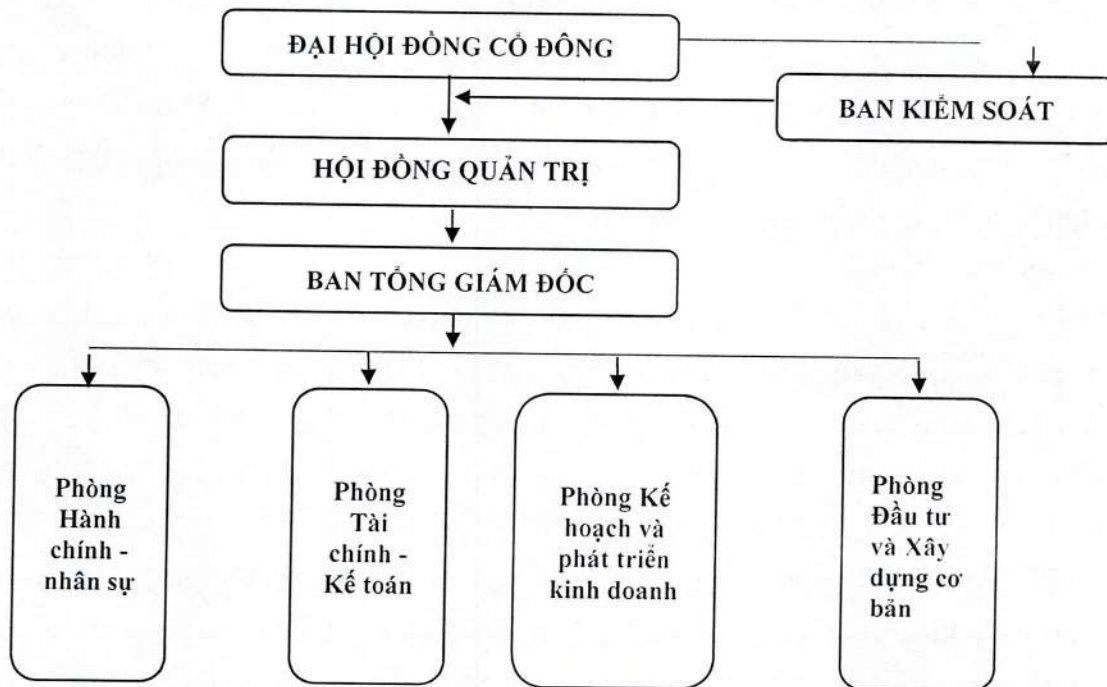 ĐẠI HỘI ĐỒNG CỔ ĐÔNG
BAN KIỂM SOÁT
HỘI ĐỒNG QUẢN TRỊ
BAN TỔNG GIÁM ĐỐC
Phòng
Hành
chính -
nhân sự
Phòng
Tài
chính -
Kế toán
Phòng Kế
hoạch và
phát triển
kinh doanh
Phòng
Đầu tư
và Xây
dựng cơ
bản